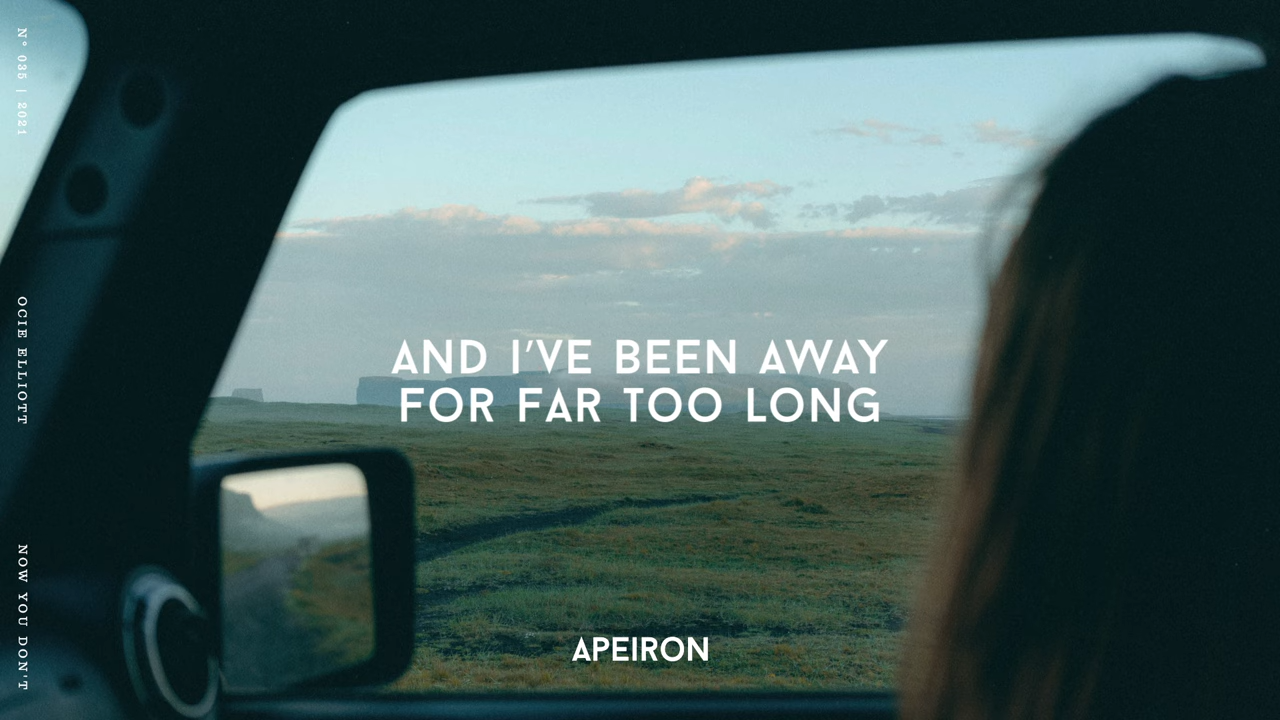 N° 035 | 2021
OCIE ELLIOTT
NOW YOU DON'T
AND I'VE BEEN AWAY
FOR FAR TOO LONG
APEIRON